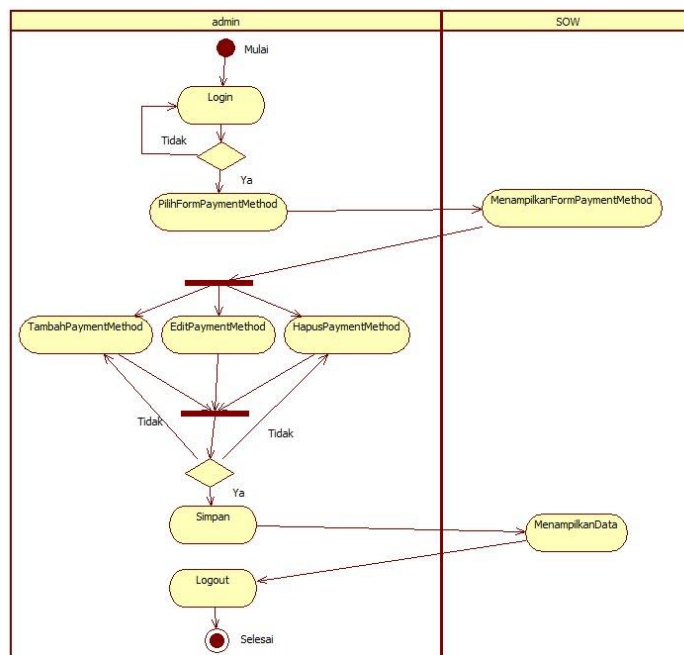 admin
SOW
Mulai
Login
Tidak
Ya
PilihFormPaymentMethod
MenampilkanFormPaymentMethod
TambahPaymentMethod
EditPaymentMethod
HapusPaymentMethod
Tidak
Tidak
Ya
Simpan
MenampilkanData
Logout
Selesai